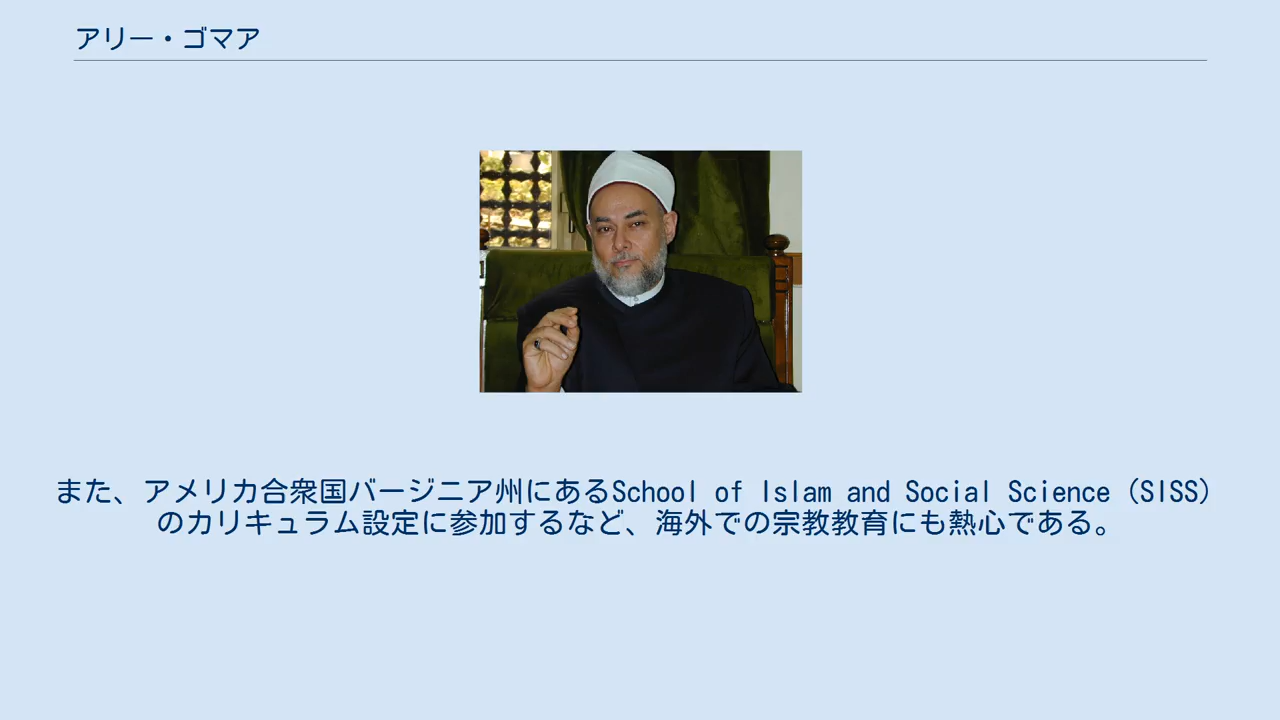 アリー・ゴマア
また、アメリカ合衆国バージニア州にあるSchool of Islam and Social Science（SISS）
のカリキュラム設定に参加するなど、海外での宗教教育にも熱心である。